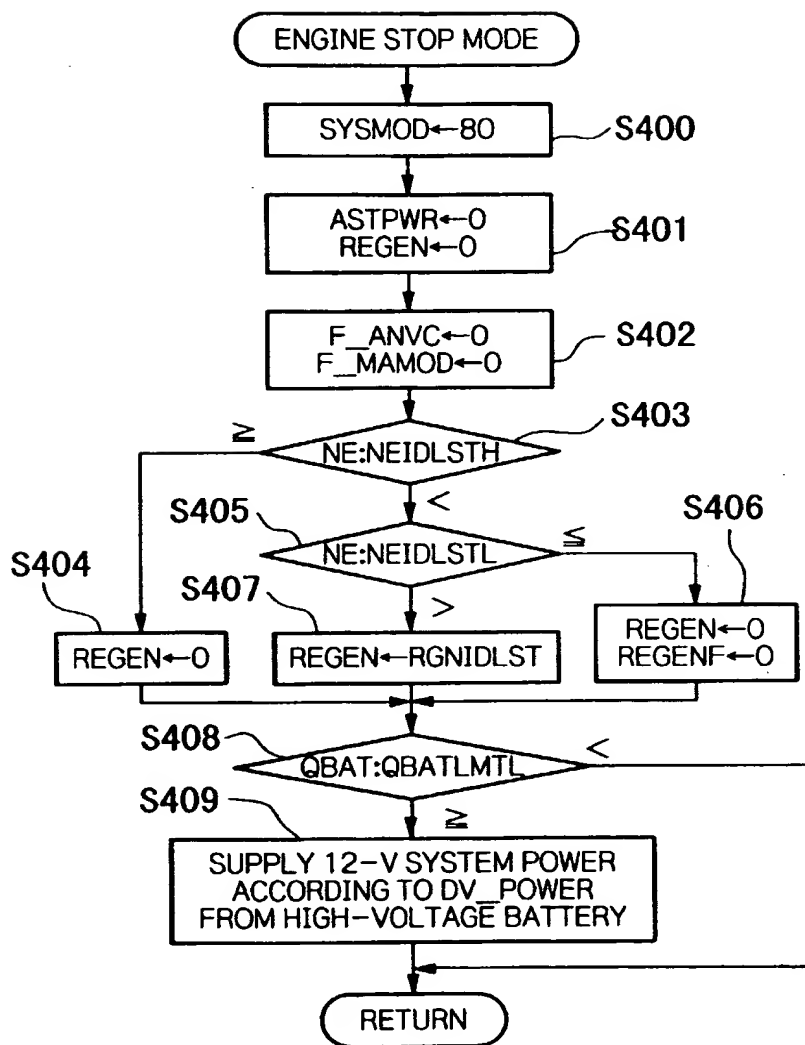 ENGINE STOP MODE
SYSMOD←80
S400
ASTPWR←0
REGEN←0
S401
F_ANVC←0
F_MAMOD←0
S402
S403
≧
NE:NEIDLSTH
<
S405
NE:NEIDLSTL
≦
S406
S404
S407
>
REGEN←0
REGEN←RGNIDLST
REGEN←0
REGENF←0
S408
QBAT:QBATLMTL
<
S409
≧
SUPPLY 12-V SYSTEM POWER
ACCORDING TO DV_POWER
FROM HIGH-VOLTAGE BATTERY
RETURN